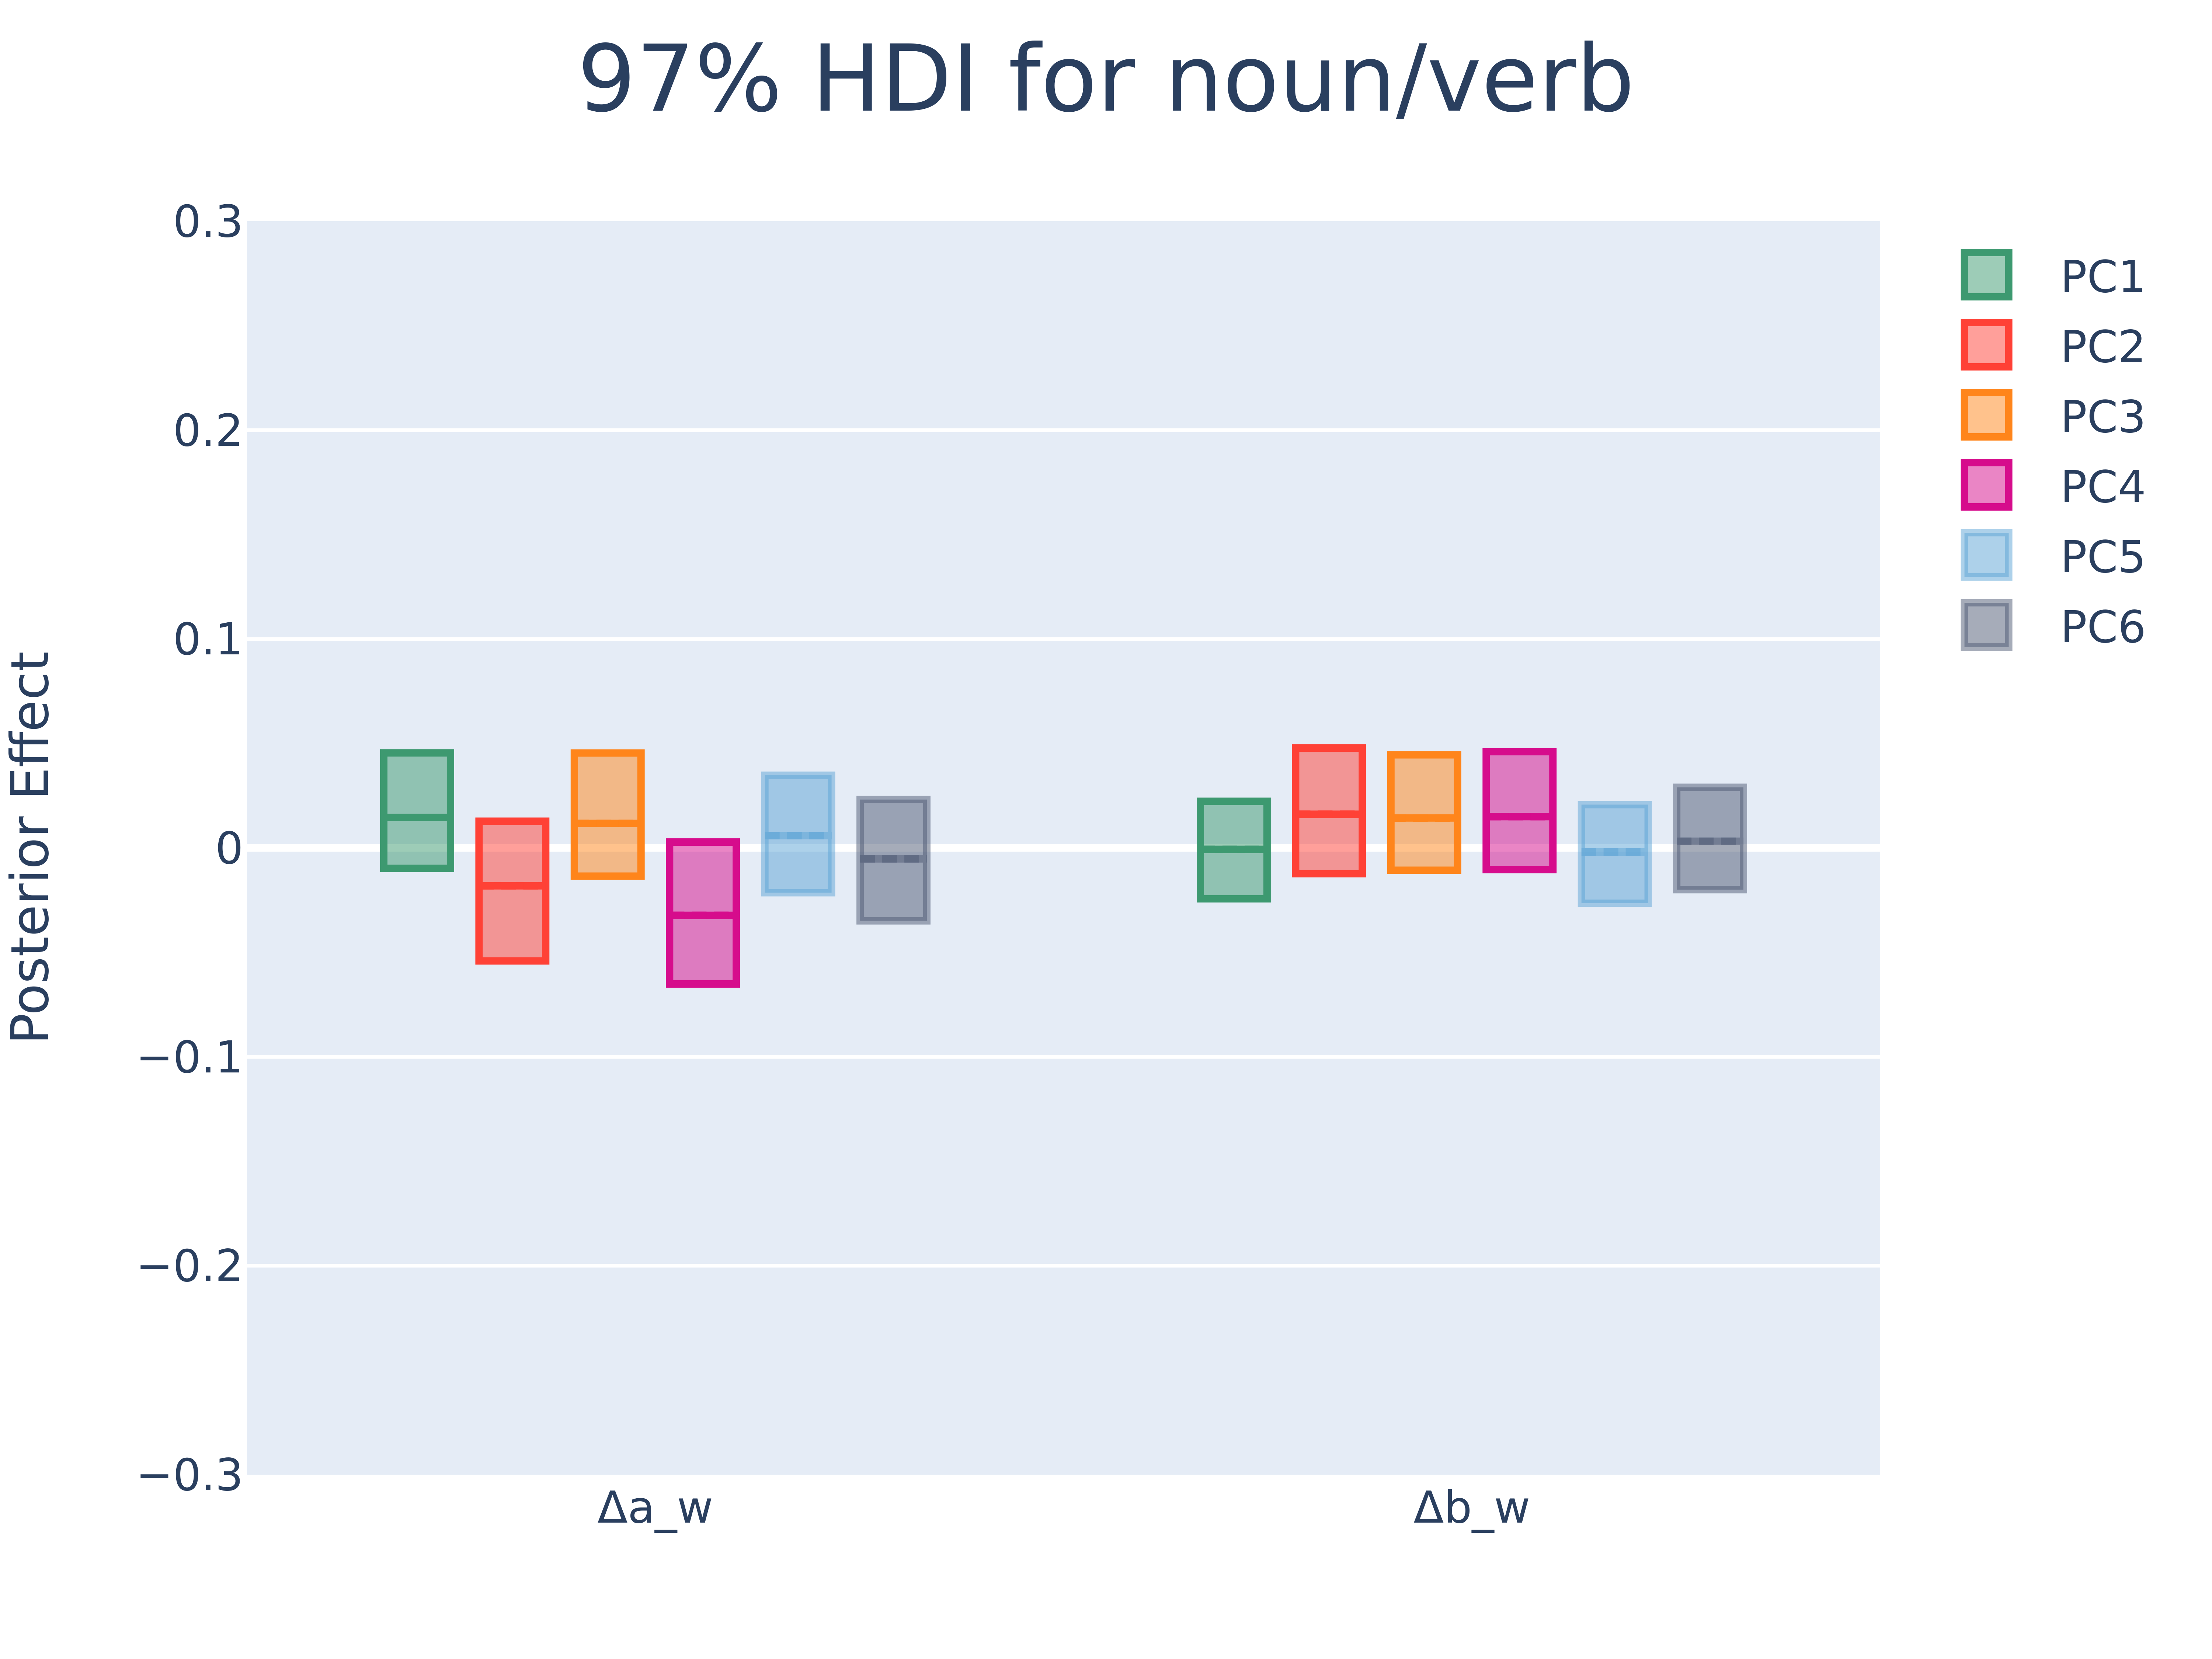 97% HDI for noun/verb
Posterior Effect
0.3
0.2
0.1
0
−0.1
−0.2
−0.3
Δa_w
Δb_w
PC1
PC2
PC3
PC4
PC5
PC6